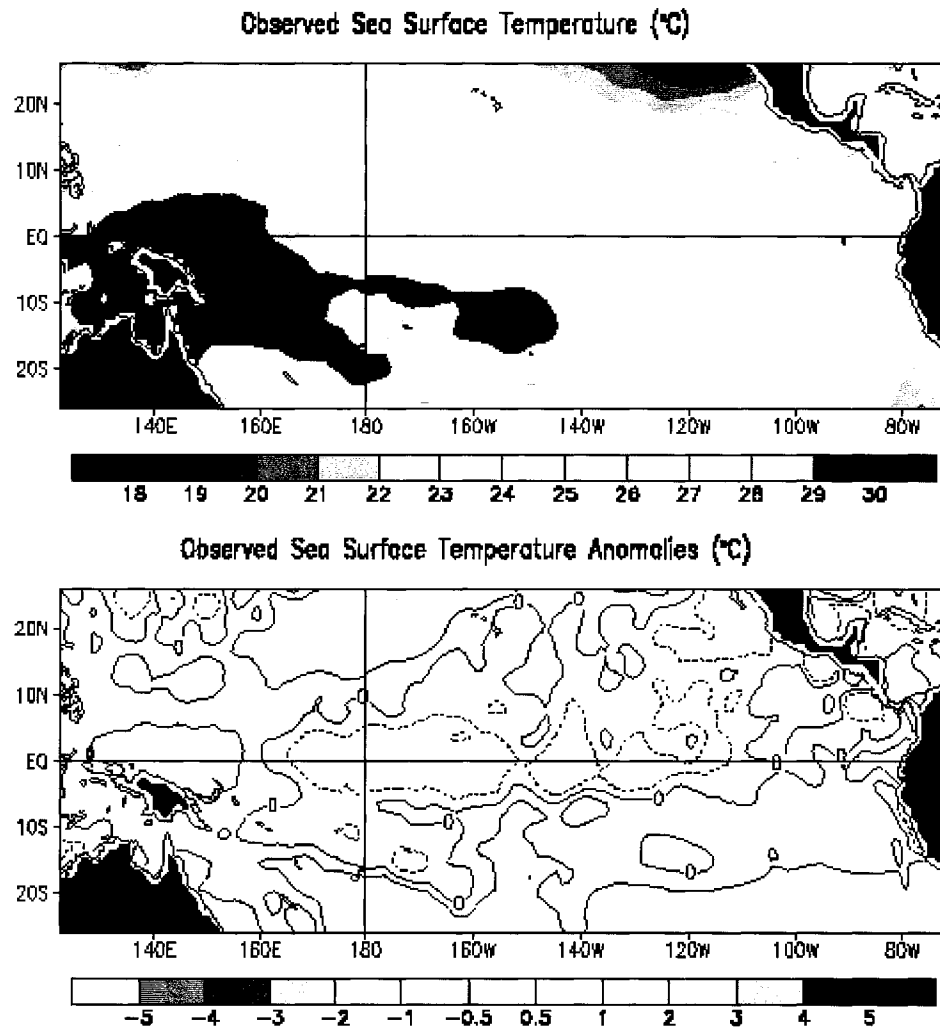 Observed Sea Surface Temperature (°C)
20N
10N
EQ
10S
20S
140E 160E 180 160W 140W 120W 100W 80W
18 19 20 21 22 23 24 25 26 27 28 29 30
Observed Sea Surface Temperature Anomalies (°C)
20N
10N
EQ
10S
20S
140E 160E 180 160W 140W 120W 100W 80W
-5 -4 -3 -2 -1 -0.5 0.5 1 2 3 4 5